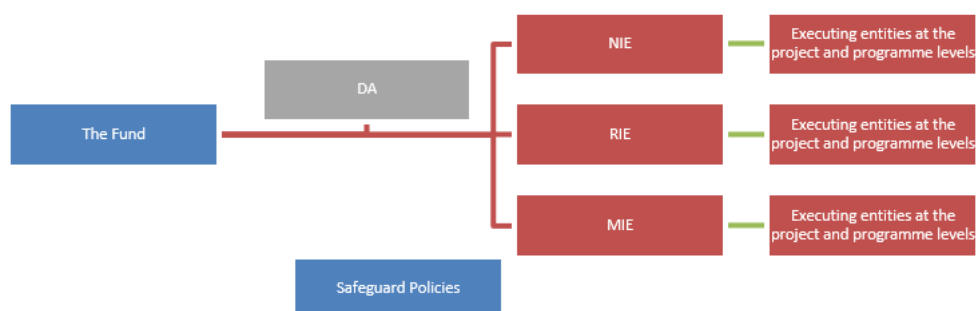 NIE
Executing entities at the
project and programme levels
DA
The Fund
RIE
Executing entities at the
project and programme levels
MIE
Executing entities at the
project and programme levels
Safeguard Policies